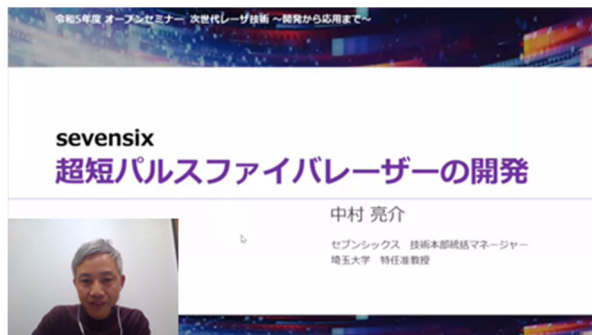 令和5年度 オープンセミナー 次世代レーザ技術 ～開発から応用まで～
sevensix
超短パルスファイバレーザーの開発
中村 亮介
セブンシックス 技術本部統括マネージャー
埼玉大学 特任准教授